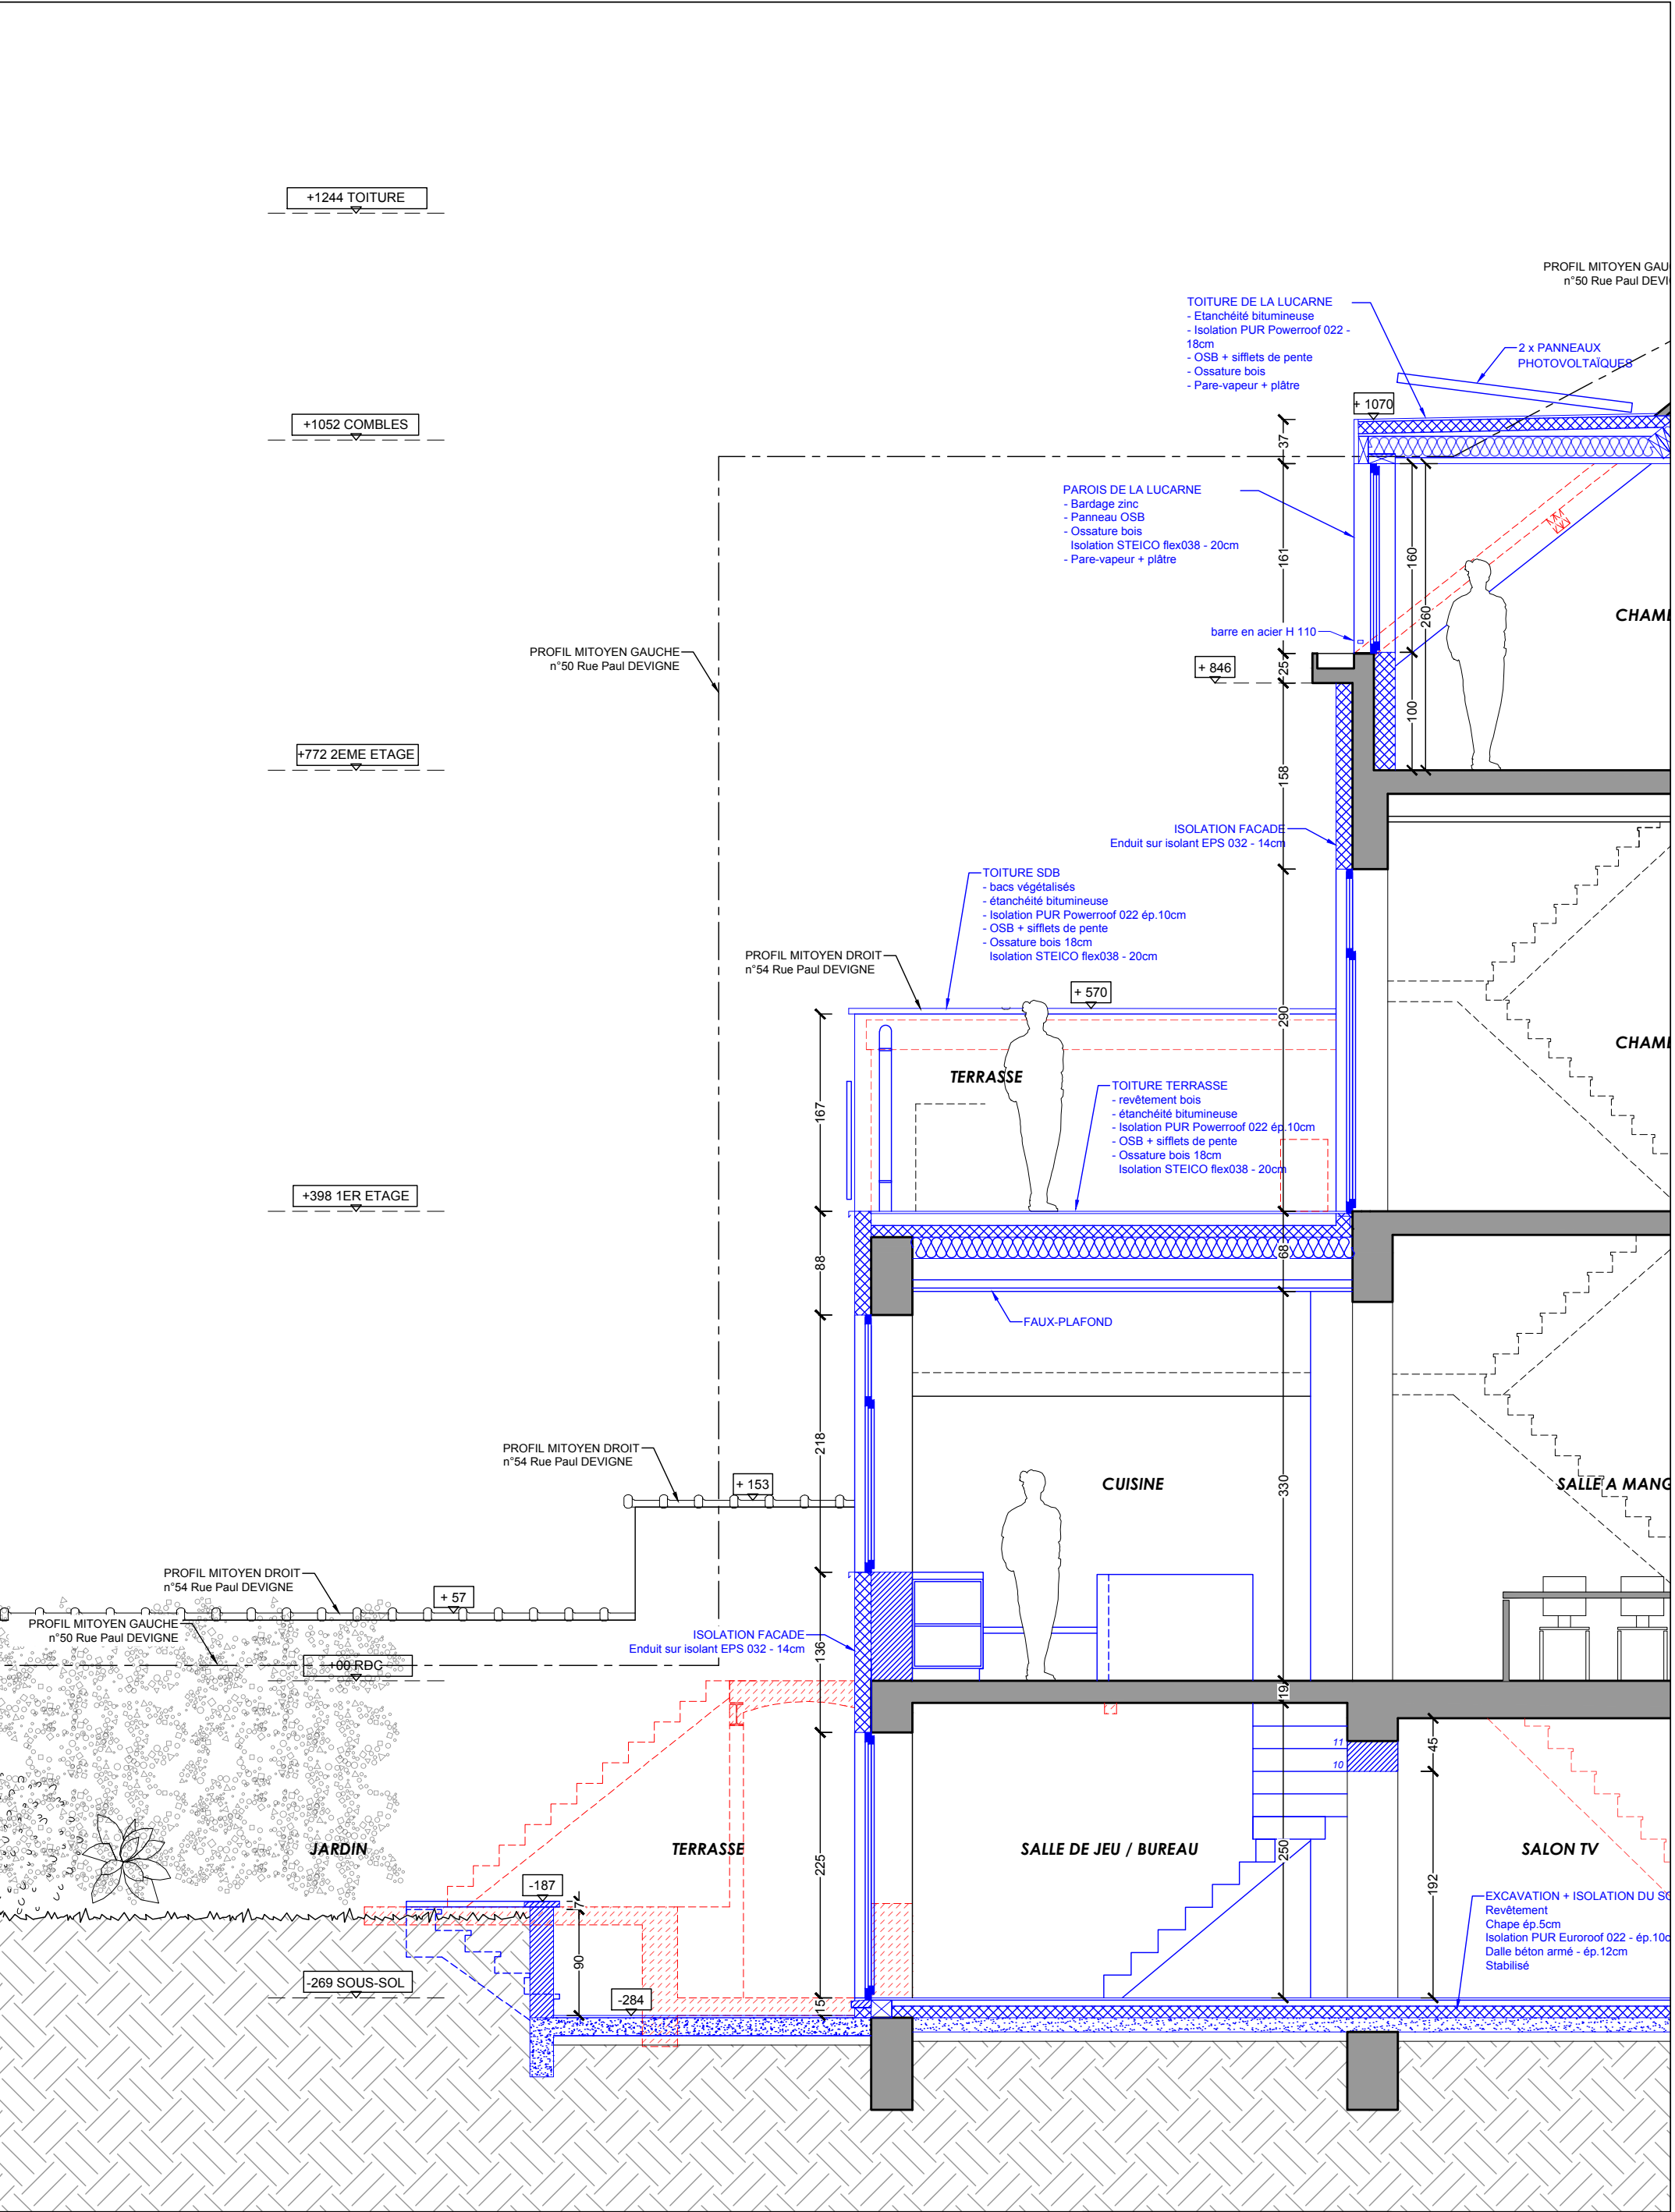 +1244 TOITURE
PROFIL MITOYEN GAU
n°50 Rue Paul DEVI
TOITURE DE LA LUCARNE
- Etanchéité bitumineuse
- Isolation PUR Powerroof 022 -
18cm
- OSB + sifflets de pente
- Ossature bois
- Pare-vapeur + plâtre
2 x PANNEAUX
PHOTOVOLTAÏQUES
+ 1070
+1052 COMBLES
37
PAROIS DE LA LUCARNE
- Bardage zinc
- Panneau OSB
- Ossature bois
Isolation STEICO flex038 - 20cm
- Pare-vapeur + plâtre
161
160
260
CHAMB
barre en acier H 110
PROFIL MITOYEN GAUCHE
n°50 Rue Paul DEVIGNE
+ 846
25
100
+772 2EME ETAGE
158
ISOLATION FACADE
Enduit sur isolant EPS 032 - 14cm
TOITURE SDB
- bacs végétalisés
- étanchéité bitumineuse
- Isolation PUR Powerroof 022 ép.10cm
- OSB + sifflets de pente
- Ossature bois 18cm
Isolation STEICO flex038 - 20cm
PROFIL MITOYEN DROIT
n°54 Rue Paul DEVIGNE
+ 570
290
CHAMB
TERRASSE
167
TOITURE TERRASSE
- revêtement bois
- étanchéité bitumineuse
- Isolation PUR Powerroof 022 ép.10cm
- OSB + sifflets de pente
- Ossature bois 18cm
Isolation STEICO flex038 - 20cm
+398 1ER ETAGE
88
68
FAUX-PLAFOND
PROFIL MITOYEN DROIT
n°54 Rue Paul DEVIGNE
218
+ 153
CUISINE
330
SALLE A MANG
PROFIL MITOYEN DROIT
n°54 Rue Paul DEVIGNE
+ 57
PROFIL MITOYEN GAUCHE
n°50 Rue Paul DEVIGNE
ISOLATION FACADE
Enduit sur isolant EPS 032 - 14cm
136
+00 RDC
19
11
10
45
JARDIN
TERRASSE
SALLE DE JEU / BUREAU
SALON TV
225
250
192
-187
7
90
EXCAVATION + ISOLATION DU SO
Revêtement
Chape ép.5cm
Isolation PUR Euroroof 022 - ép.10c
Dalle béton armé - ép.12cm
Stabilisé
-269 SOUS-SOL
-284
15